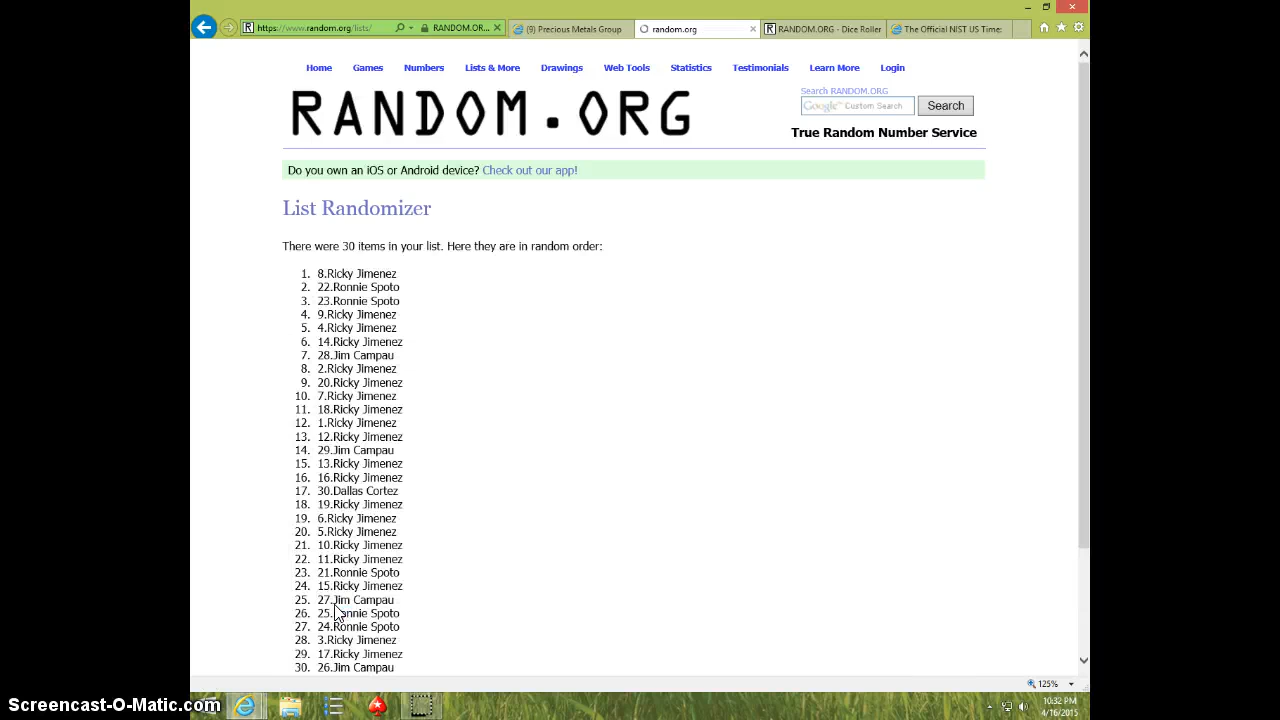 https://www.random.org/lists/
RANDOM.OR...
(9) Precious Metals Group
random.org
RANDOM.ORG - Dice Roller
The Official NIST US Time:
Home Games Numbers Lists & More Drawings Web Tools Statistics Testimonials Learn More Login
RANDOM.ORG
Search RANDOM.ORG
Google™ Custom Search
Search
True Random Number Service
Do you own an iOS or Android device? Check out our app!
List Randomizer
There were 30 items in your list. Here they are in random order:
1. 8.Ricky Jimenez
2. 22.Ronnie Spoto
3. 23.Ronnie Spoto
4. 9.Ricky Jimenez
5. 4.Ricky Jimenez
6. 14.Ricky Jimenez
7. 28.Jim Campau
8. 2.Ricky Jimenez
9. 20.Ricky Jimenez
10. 7.Ricky Jimenez
11. 18.Ricky Jimenez
12. 1.Ricky Jimenez
13. 12.Ricky Jimenez
14. 29.Jim Campau
15. 13.Ricky Jimenez
16. 16.Ricky Jimenez
17. 30.Dallas Cortez
18. 19.Ricky Jimenez
19. 6.Ricky Jimenez
20. 5.Ricky Jimenez
21. 10.Ricky Jimenez
22. 11.Ricky Jimenez
23. 21.Ronnie Spoto
24. 15.Ricky Jimenez
25. 27.Jim Campau
26. 25.Ronnie Spoto
27. 24.Ronnie Spoto
28. 3.Ricky Jimenez
29. 17.Ricky Jimenez
30. 26.Jim Campau
125%
10:32 PM
4/16/2015
Screencast-O-Matic.com